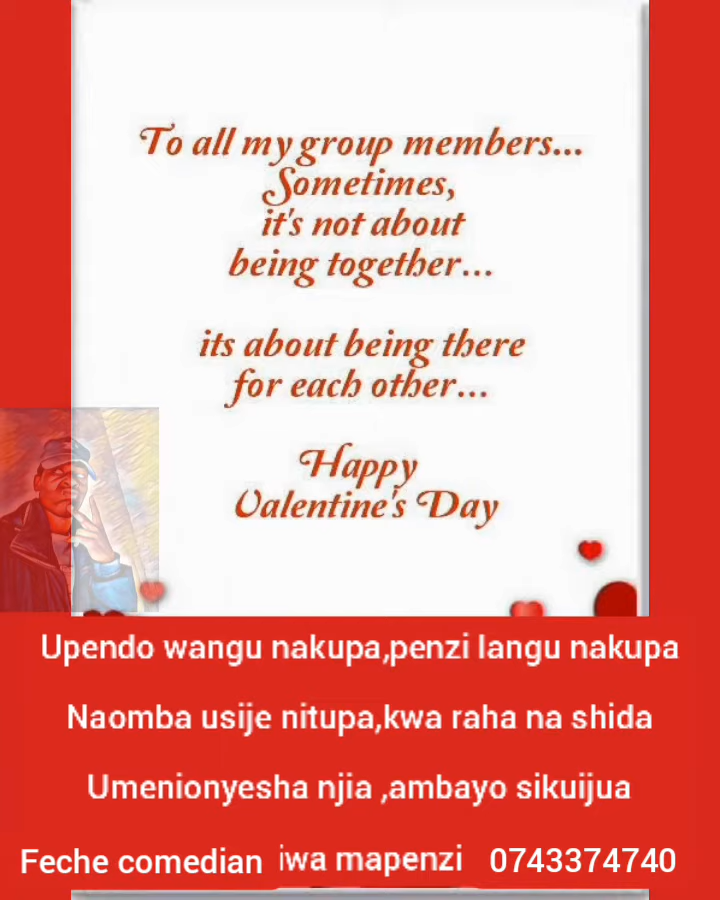 To all my group members...
Sometimes,
it's not about
being together...
its about being there
for each other...
Happy
Valentine's Day
Upendo wangu nakupa,penzi langu nakupa
Naomba usije nitupa,kwa raha na shida
Umenionyesha njia ,ambayo sikuijua
Feche comedian iwa mapenzi 0743374740